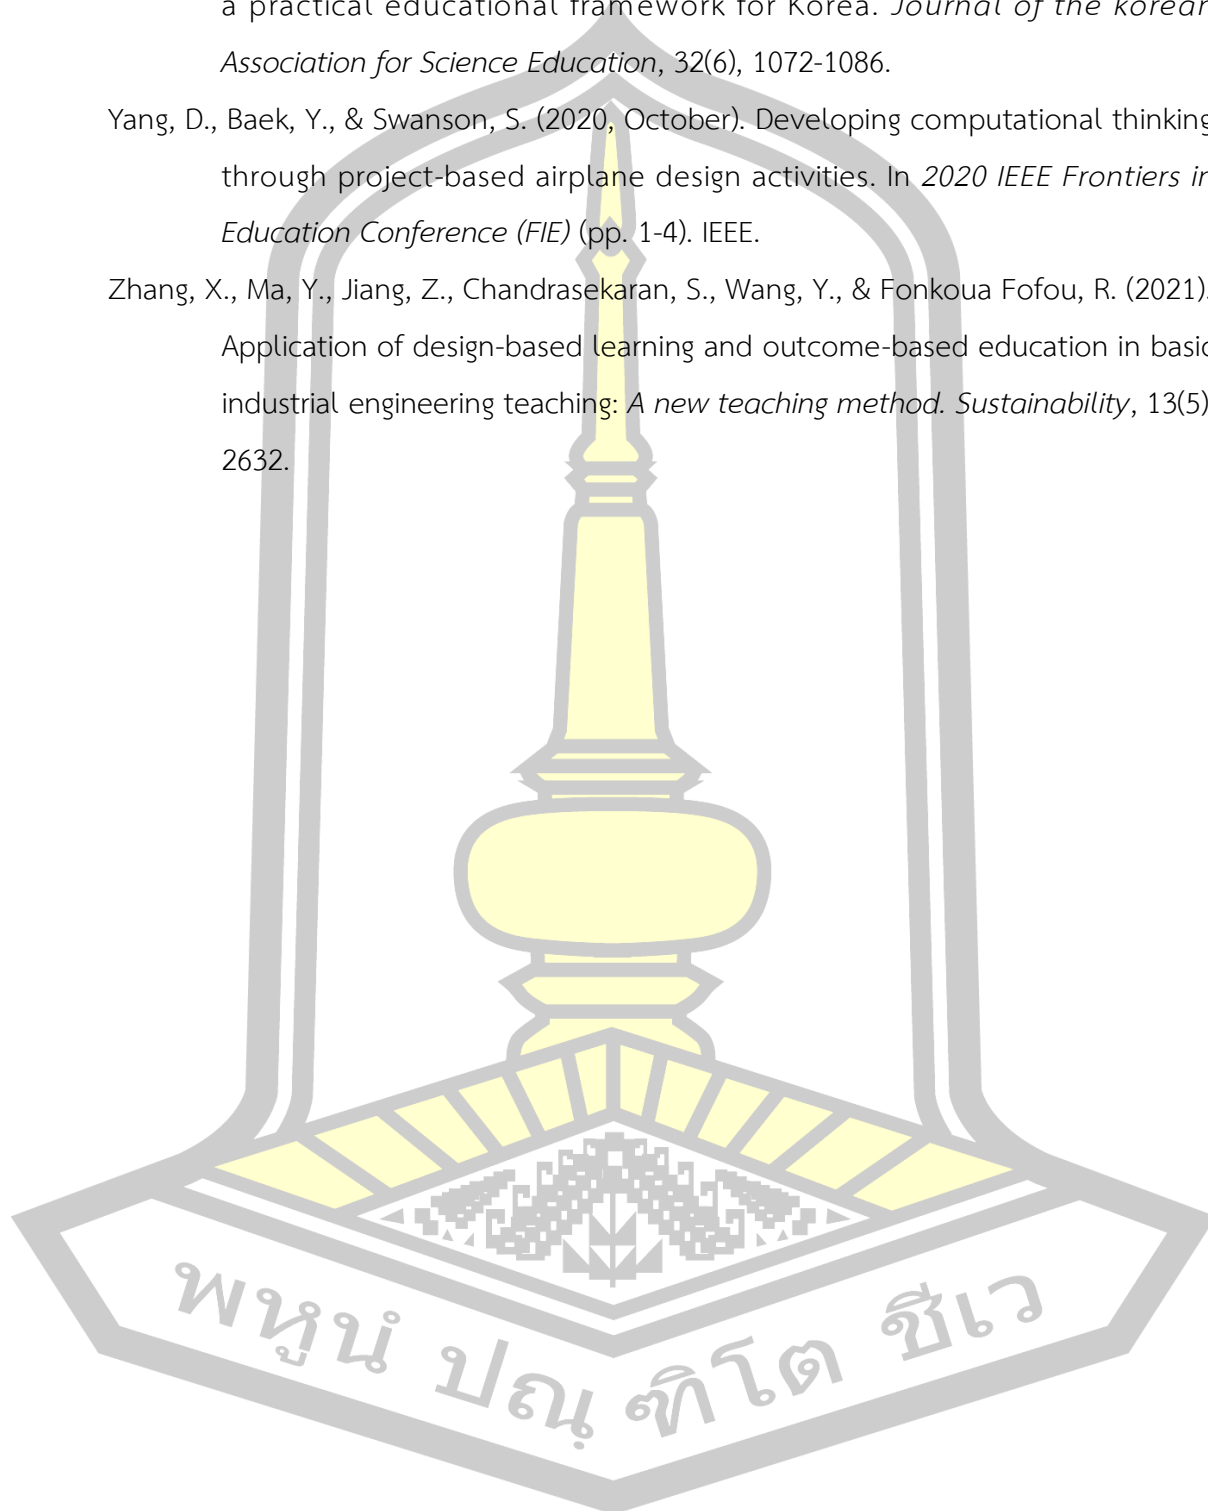 a practical educational framework for Korea. Journal of the korean
Association for Science Education, 32(6), 1072-1086.
Yang, D., Baek, Y., & Swanson, S. (2020, October). Developing computational thinking
through project-based airplane design activities. In 2020 IEEE Frontiers in
Education Conference (FIE) (pp. 1-4). IEEE.
Zhang, X., Ma, Y., Jiang, Z., Chandrasekaran, S., Wang, Y., & Fonkoua Fofou, R. (2021).
Application of design-based learning and outcome-based education in basic
industrial engineering teaching: A new teaching method. Sustainability, 13(5)
2632.
พหูนํ ปณฺ ฑิโต ชีเว